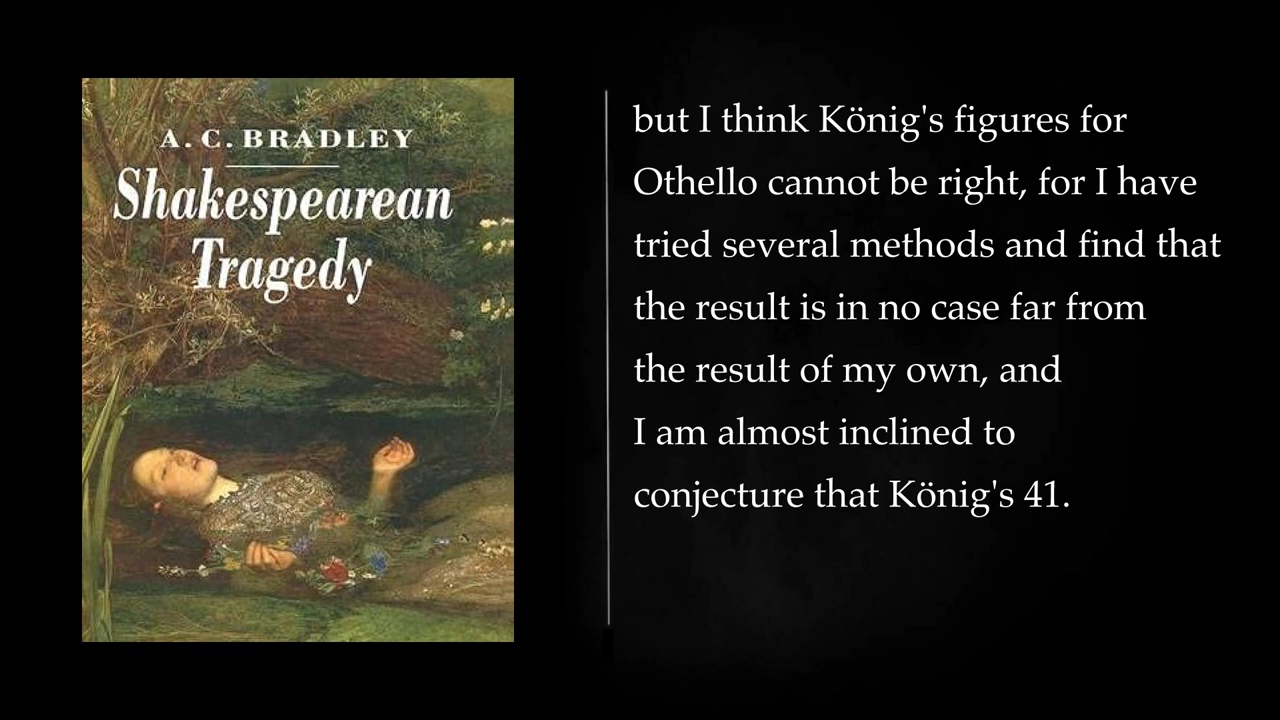 A. C. BRADLEY
Shakespearean
Tragedy
but I think König's figures for
Othello cannot be right, for I have
tried several methods and find that
the result is in no case far from
the result of my own, and
I am almost inclined to
conjecture that König's 41.